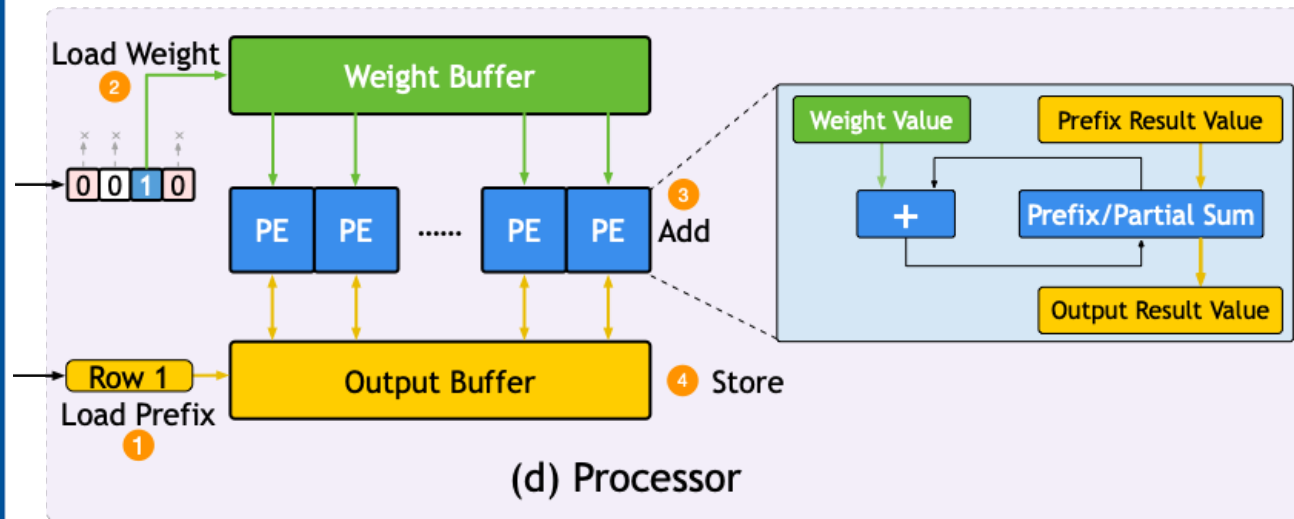 Load Weight
2
Weight Buffer
× × ×
0 0 1 0
PE PE ...... PE PE
3
Add
Weight Value
Prefix Result Value
+
Prefix/Partial Sum
Output Result Value
Row 1
Load Prefix
1
Output Buffer
4 Store
(d) Processor